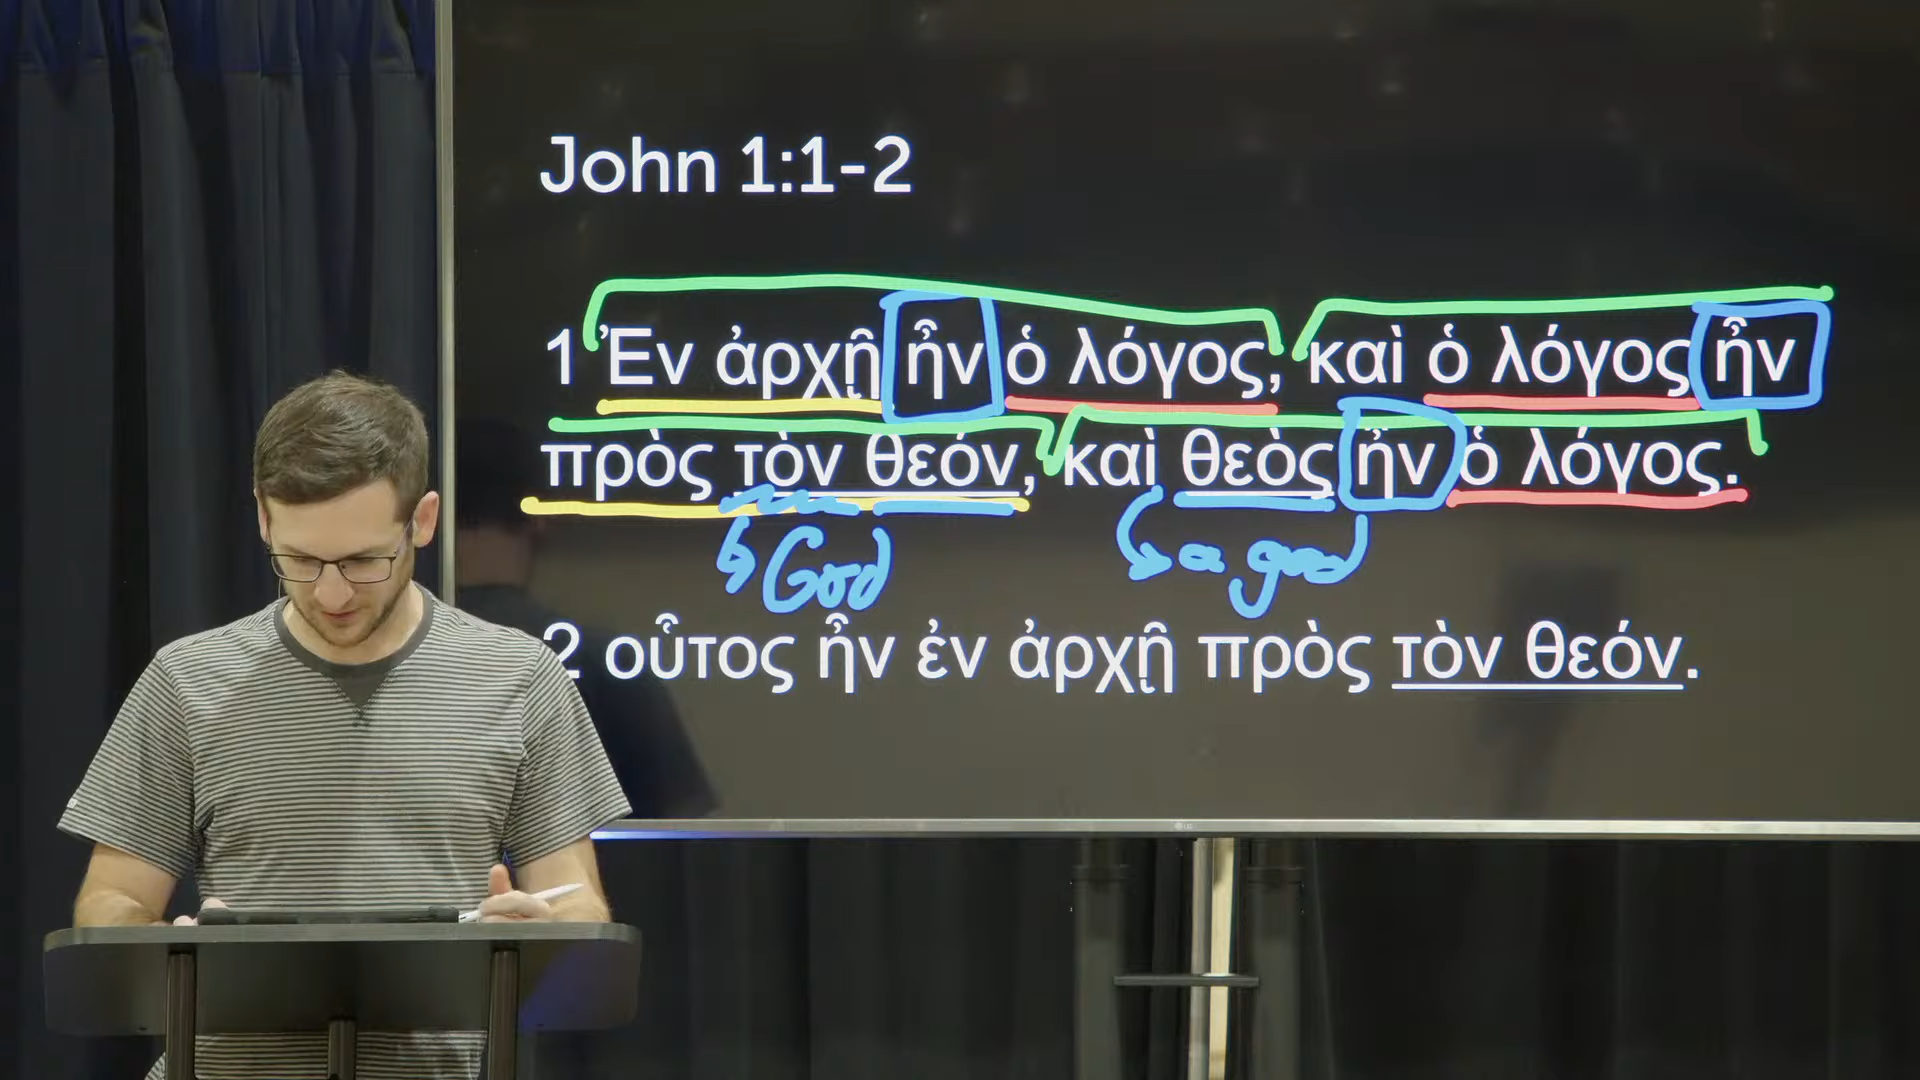 John 1:1-2
1 Ἐν ἀρχῇ ἦν ὁ λόγος, καὶ ὁ λόγος ἦν
πρὸς τὸν θεόν, καὶ θεὸς ἦν ὁ λόγος.
God a god
2 οὗτος ἦν ἐν ἀρχῇ πρὸς τὸν θεόν.
LG